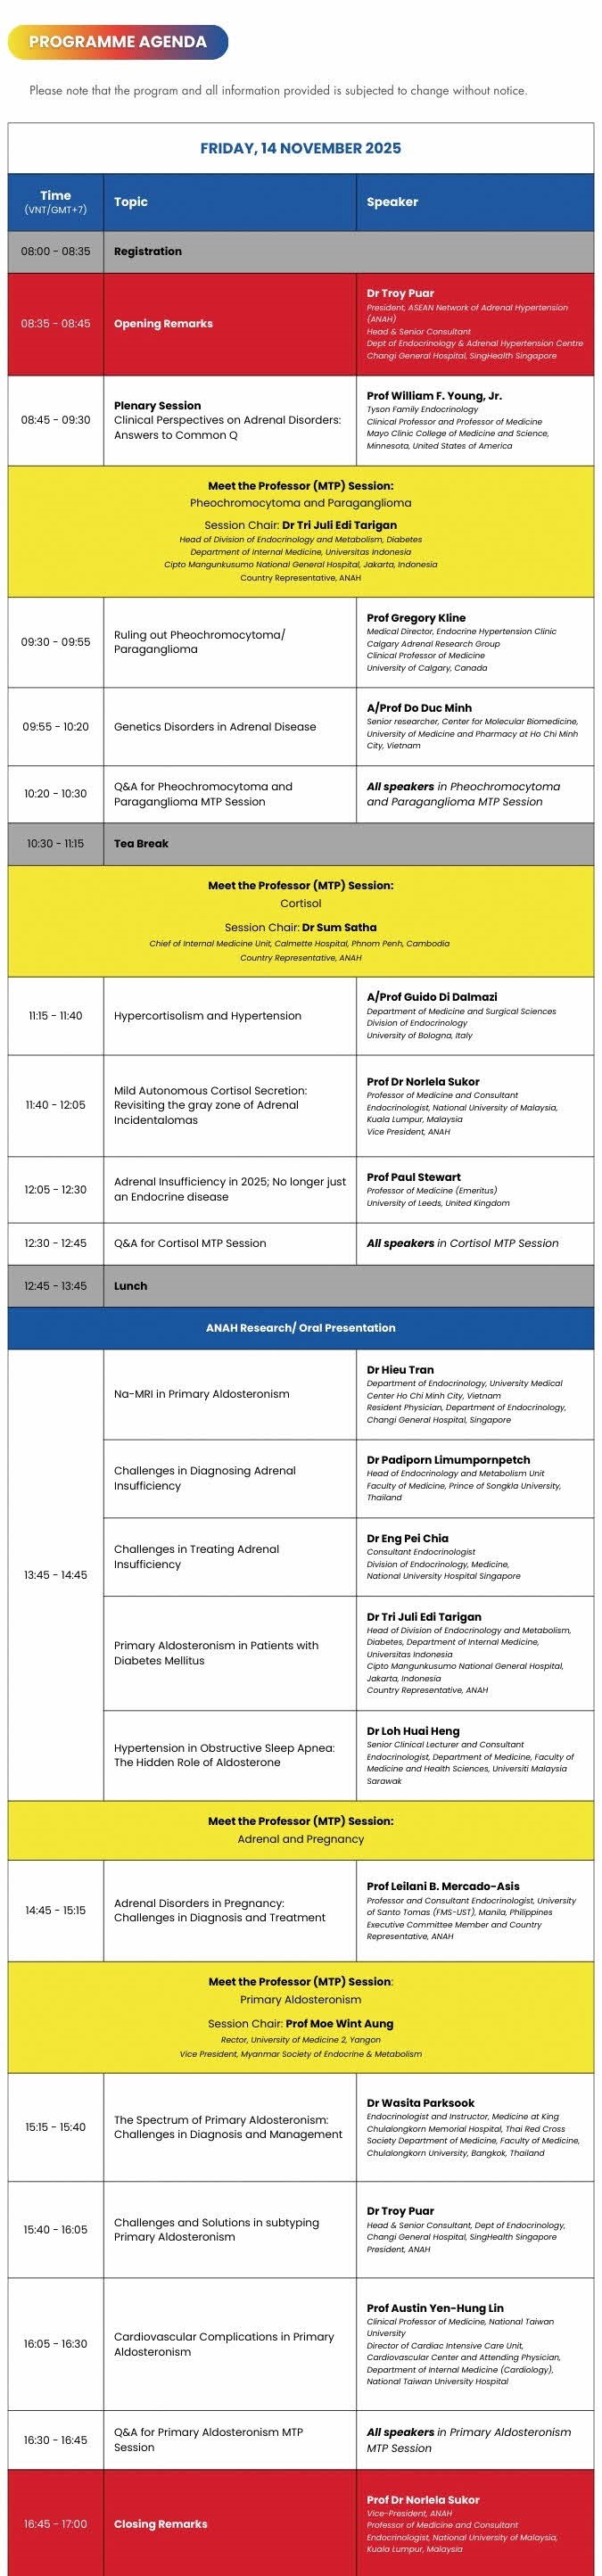 PROGRAMME AGENDA
Please note that the program and all information provided is subjected to change without notice.
FRIDAY, 14 NOVEMBER 2025
Time
(VNT/GMT+7)
Topic
Speaker
08:00 - 08:35
Registration
08:35 - 08:45
Opening Remarks
Dr Troy Puar
President, ASEAN Network of Adrenal Hypertension
(ANAH)
Head & Senior Consultant
Dept of Endocrinology & Adrenal Hypertension Centre
Changi General Hospital, SingHealth Singapore
08:45 - 09:30
Plenary Session
Clinical Perspectives on Adrenal Disorders:
Answers to Common Q
Prof William F. Young, Jr.
Tyson Family Endocrinology
Clinical Professor and Professor of Medicine
Mayo Clinic College of Medicine and Science,
Minnesota, United States of America
Meet the Professor (MTP) Session:
Pheochromocytoma and Paraganglioma
Session Chair: Dr Tri Juli Edi Tarigan
Head of Division of Endocrinology and Metabolism, Diabetes
Department of Internal Medicine, Universitas Indonesia
Cipto Mangunkusumo National General Hospital, Jakarta, Indonesia
Country Representative, ANAH
09:30 - 09:55
Ruling out Pheochromocytoma/
Paraganglioma
Prof Gregory Kline
Medical Director, Endocrine Hypertension Clinic
Calgary Adrenal Research Group
Clinical Professor of Medicine
University of Calgary, Canada
09:55 - 10:20
Genetics Disorders in Adrenal Disease
A/Prof Do Duc Minh
Senior researcher, Center for Molecular Biomedicine,
University of Medicine and Pharmacy at Ho Chi Minh
City, Vietnam
10:20 - 10:30
Q&A for Pheochromocytoma and
Paraganglioma MTP Session
All speakers in Pheochromocytoma
and Paraganglioma MTP Session
10:30 - 11:15
Tea Break
Meet the Professor (MTP) Session:
Cortisol
Session Chair: Dr Sum Satha
Chief of Internal Medicine Unit, Calmette Hospital, Phnom Penh, Cambodia
Country Representative, ANAH
11:15 - 11:40
Hypercortisolism and Hypertension
A/Prof Guido Di Dalmazi
Department of Medicine and Surgical Sciences
Division of Endocrinology
University of Bologna, Italy
11:40 - 12:05
Mild Autonomous Cortisol Secretion:
Revisiting the gray zone of Adrenal
Incidentalomas
Prof Dr Norlela Sukor
Professor of Medicine and Consultant
Endocrinologist, National University of Malaysia,
Kuala Lumpur, Malaysia
Vice President, ANAH
12:05 - 12:30
Adrenal Insufficiency in 2025; No longer just
an Endocrine disease
Prof Paul Stewart
Professor of Medicine (Emeritus)
University of Leeds, United Kingdom
12:30 - 12:45
Q&A for Cortisol MTP Session
All speakers in Cortisol MTP Session
12:45 - 13:45
Lunch
ANAH Research/ Oral Presentation
13:45 - 14:45
Na-MRI in Primary Aldosteronism
Dr Hieu Tran
Department of Endocrinology, University Medical
Center Ho Chi Minh City, Vietnam
Resident Physician, Department of Endocrinology,
Changi General Hospital, Singapore
Challenges in Diagnosing Adrenal
Insufficiency
Dr Padiporn Limumpornpetch
Head of Endocrinology and Metabolism Unit
Faculty of Medicine, Prince of Songkla University,
Thailand
Challenges in Treating Adrenal
Insufficiency
Dr Eng Pei Chia
Consultant Endocrinologist
Division of Endocrinology, Medicine,
National University Hospital Singapore
Primary Aldosteronism in Patients with
Diabetes Mellitus
Dr Tri Juli Edi Tarigan
Head of Division of Endocrinology and Metabolism,
Diabetes, Department of Internal Medicine,
Universitas Indonesia
Cipto Mangunkusumo National General Hospital,
Jakarta, Indonesia
Country Representative, ANAH
Hypertension in Obstructive Sleep Apnea:
The Hidden Role of Aldosterone
Dr Loh Huai Heng
Senior Clinical Lecturer and Consultant
Endocrinologist, Department of Medicine, Faculty of
Medicine and Health Sciences, Universiti Malaysia
Sarawak
Meet the Professor (MTP) Session:
Adrenal and Pregnancy
14:45 - 15:15
Adrenal Disorders in Pregnancy:
Challenges in Diagnosis and Treatment
Prof Leilani B. Mercado-Asis
Professor and Consultant Endocrinologist, University
of Santo Tomas (FMS-UST), Manila, Philippines
Executive Committee Member and Country
Representative, ANAH
Meet the Professor (MTP) Session:
Primary Aldosteronism
Session Chair: Prof Moe Wint Aung
Rector, University of Medicine 2, Yangon
Vice President, Myanmar Society of Endocrine & Metabolism
15:15 - 15:40
The Spectrum of Primary Aldosteronism:
Challenges in Diagnosis and Management
Dr Wasita Parksook
Endocrinologist and Instructor, Medicine at King
Chulalongkorn Memorial Hospital, Thai Red Cross
Society Department of Medicine, Faculty of Medicine,
Chulalongkorn University, Bangkok, Thailand
15:40 - 16:05
Challenges and Solutions in subtyping
Primary Aldosteronism
Dr Troy Puar
Head & Senior Consultant, Dept of Endocrinology,
Changi General Hospital, SingHealth Singapore
President, ANAH
16:05 - 16:30
Cardiovascular Complications in Primary
Aldosteronism
Prof Austin Yen-Hung Lin
Clinical Professor of Medicine, National Taiwan
University
Director of Cardiac Intensive Care Unit,
Cardiovascular Center and Attending Physician,
Department of Internal Medicine (Cardiology),
National Taiwan University Hospital
16:30 - 16:45
Q&A for Primary Aldosteronism MTP
Session
All speakers in Primary Aldosteronism
MTP Session
16:45 - 17:00
Closing Remarks
Prof Dr Norlela Sukor
Vice-President, ANAH
Professor of Medicine and Consultant
Endocrinologist, National University of Malaysia,
Kuala Lumpur, Malaysia